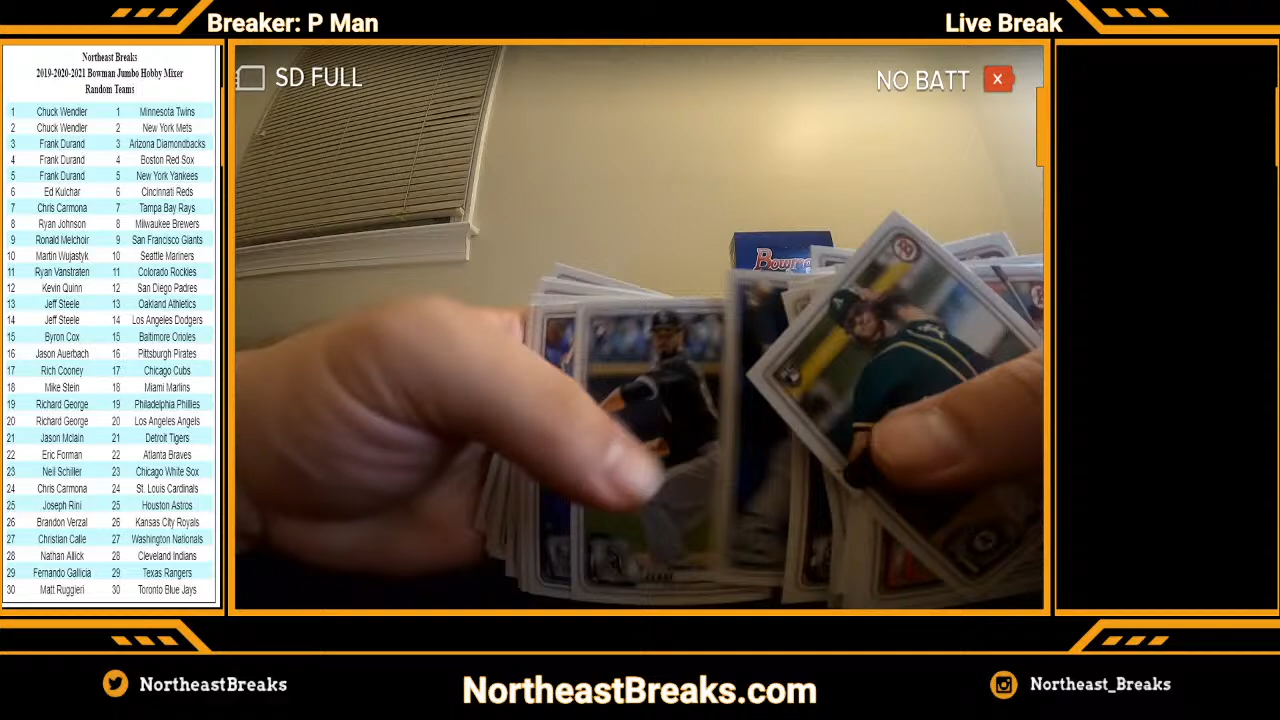 Breaker: P Man
Live Break
Northeast Breaks
2019-2020-2021 Bowman Jumbo Hobby Mixer
Random Teams
1 Chuck Wendler 1 Minnesota Twins
2 Chuck Wendler 2 New York Mets
3 Frank Durand 3 Arizona Diamondbacks
4 Frank Durand 4 Boston Red Sox
5 Frank Durand 5 New York Yankees
6 Ed Kulchar 6 Cincinnati Reds
7 Chris Carmona 7 Tampa Bay Rays
8 Ryan Johnson 8 Milwaukee Brewers
9 Ronald Melchoir 9 San Francisco Giants
10 Martin Wujastyk 10 Seattle Mariners
11 Ryan Vanstraten 11 Colorado Rockies
12 Kevin Quinn 12 San Diego Padres
13 Jeff Steele 13 Oakland Athletics
14 Jeff Steele 14 Los Angeles Dodgers
15 Byron Cox 15 Baltimore Orioles
16 Jason Auerbach 16 Pittsburgh Pirates
17 Rich Cooney 17 Chicago Cubs
18 Mike Stein 18 Miami Marlins
19 Richard George 19 Philadelphia Phillies
20 Richard George 20 Los Angeles Angels
21 Jason Mclain 21 Detroit Tigers
22 Eric Forman 22 Atlanta Braves
23 Neil Schiller 23 Chicago White Sox
24 Chris Carmona 24 St. Louis Cardinals
25 Joseph Rini 25 Houston Astros
26 Brandon Verzal 26 Kansas City Royals
27 Christian Calle 27 Washington Nationals
28 Nathan Allick 28 Cleveland Indians
29 Fernando Gallicia 29 Texas Rangers
30 Matt Ruggieri 30 Toronto Blue Jays
SD FULL
NO BATT
NortheastBreaks
NortheastBreaks.com
Northeast_Breaks